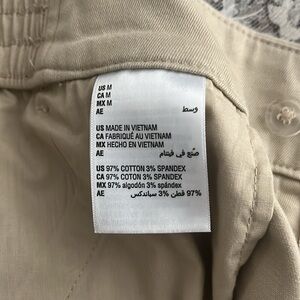 US M
CA M
MX M
AE وسط
US MADE IN VIETNAM
CA FABRIQUÉ AU VIETNAM
MX HECHO EN VIETNAM
AE صنع في فيتنام
US 97% COTTON 3% SPANDEX
CA 97% COTTON 3% SPANDEX
MX 97% algodón 3% spándex
AE 97% قطن 3% سباندكس